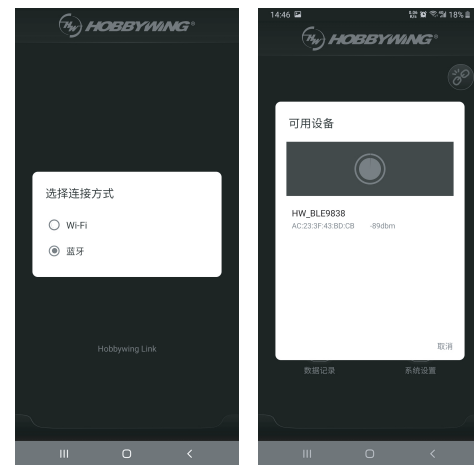 HOBBYWING®
选择连接方式
Wi-Fi
蓝牙
Hobbywing Link
14:46
18%
HOBBYWING®
可用设备
HW_BLE9838
AC:23:3F:43:BD:CB -89dbm
取消
数据记录
系统设置